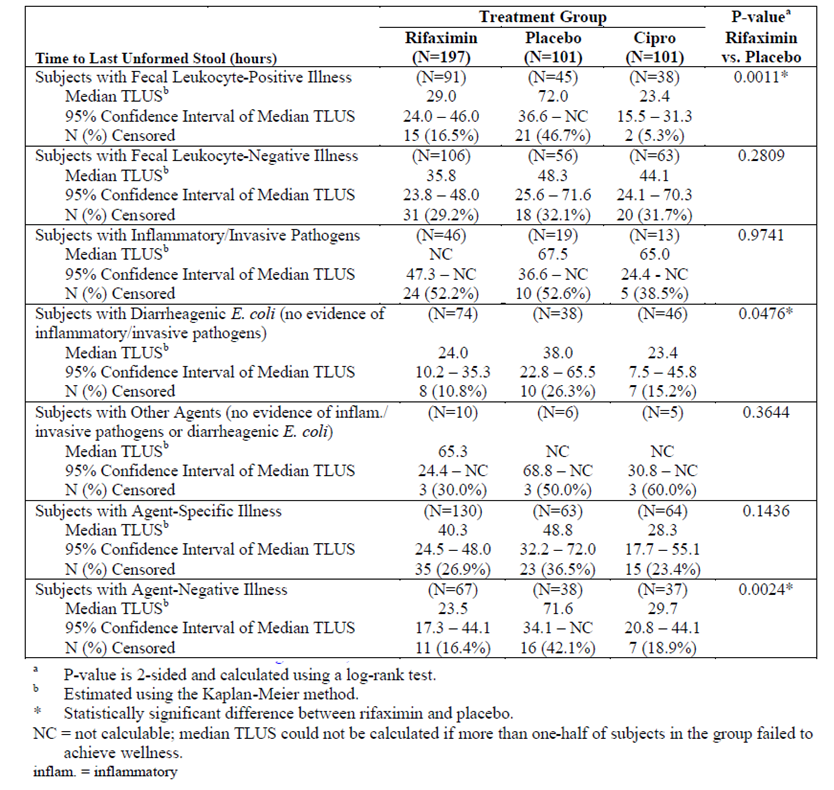 Treatment Group P-valueᵃ
Rifaximin Placebo Cipro Rifaximin
Time to Last Unformed Stool (hours) (N=197) (N=101) (N=101) vs. Placebo
Subjects with Fecal Leukocyte-Positive Illness (N=91) (N=45) (N=38) 0.0011*
Median TLUSᵇ 29.0 72.0 23.4
95% Confidence Interval of Median TLUS 24.0 – 46.0 36.6 – NC 15.5 – 31.3
N (%) Censored 15 (16.5%) 21 (46.7%) 2 (5.3%)
Subjects with Fecal Leukocyte-Negative Illness (N=106) (N=56) (N=63) 0.2809
Median TLUSᵇ 35.8 48.3 44.1
95% Confidence Interval of Median TLUS 23.8 – 48.0 25.6 – 71.6 24.1 – 70.3
N (%) Censored 31 (29.2%) 18 (32.1%) 20 (31.7%)
Subjects with Inflammatory/Invasive Pathogens (N=46) (N=19) (N=13) 0.9741
Median TLUSᵇ NC 67.5 65.0
95% Confidence Interval of Median TLUS 47.3 – NC 36.6 – NC 24.4 - NC
N (%) Censored 24 (52.2%) 10 (52.6%) 5 (38.5%)
Subjects with Diarrheagenic E. coli (no evidence of (N=74) (N=38) (N=46) 0.0476*
inflammatory/invasive pathogens)
Median TLUSᵇ 24.0 38.0 23.4
95% Confidence Interval of Median TLUS 10.2 – 35.3 22.8 – 65.5 7.5 – 45.8
N (%) Censored 8 (10.8%) 10 (26.3%) 7 (15.2%)
Subjects with Other Agents (no evidence of inflam./ (N=10) (N=6) (N=5) 0.3644
invasive pathogens or diarrheagenic E. coli)
Median TLUSᵇ 65.3 NC NC
95% Confidence Interval of Median TLUS 24.4 – NC 68.8 – NC 30.8 – NC
N (%) Censored 3 (30.0%) 3 (50.0%) 3 (60.0%)
Subjects with Agent-Specific Illness (N=130) (N=63) (N=64) 0.1436
Median TLUSᵇ 40.3 48.8 28.3
95% Confidence Interval of Median TLUS 24.5 – 48.0 32.2 – 72.0 17.7 – 55.1
N (%) Censored 35 (26.9%) 23 (36.5%) 15 (23.4%)
Subjects with Agent-Negative Illness (N=67) (N=38) (N=37) 0.0024*
Median TLUSᵇ 23.5 71.6 29.7
95% Confidence Interval of Median TLUS 17.3 – 44.1 34.1 – NC 20.8 – 44.1
N (%) Censored 11 (16.4%) 16 (42.1%) 7 (18.9%)
ᵃ P-value is 2-sided and calculated using a log-rank test.
ᵇ Estimated using the Kaplan-Meier method.
* Statistically significant difference between rifaximin and placebo.
NC = not calculable; median TLUS could not be calculated if more than one-half of subjects in the group failed to
achieve wellness.
inflam. = inflammatory